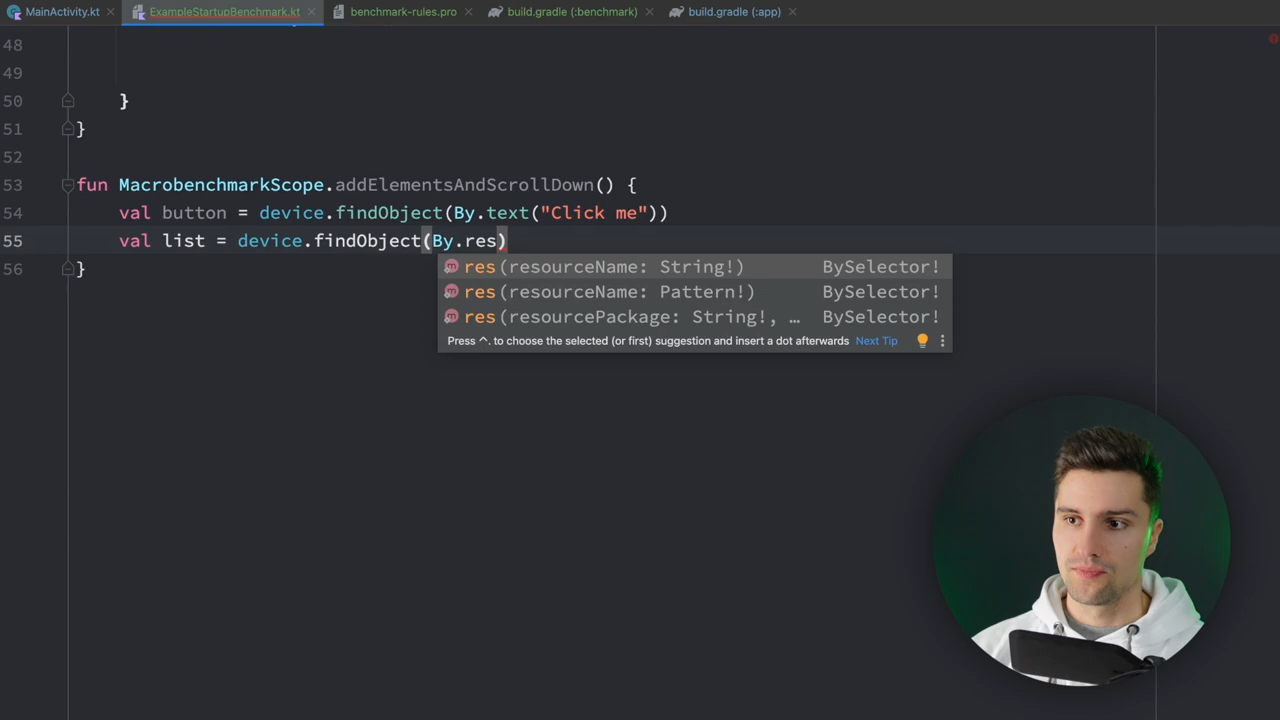 MainActivity.kt
ExampleStartupBenchmark.kt
benchmark-rules.pro
build.gradle (:benchmark)
build.gradle (:app)
48
49
50 }
51 }
52
53 fun MacrobenchmarkScope.addElementsAndScrollDown() {
54 val button = device.findObject(By.text("Click me"))
55 val list = device.findObject(By.res)
56 }
res(resourceName: String!) BySelector!
res(resourceName: Pattern!) BySelector!
res(resourcePackage: String!, … BySelector!
Press ^. to choose the selected (or first) suggestion and insert a dot afterwards Next Tip